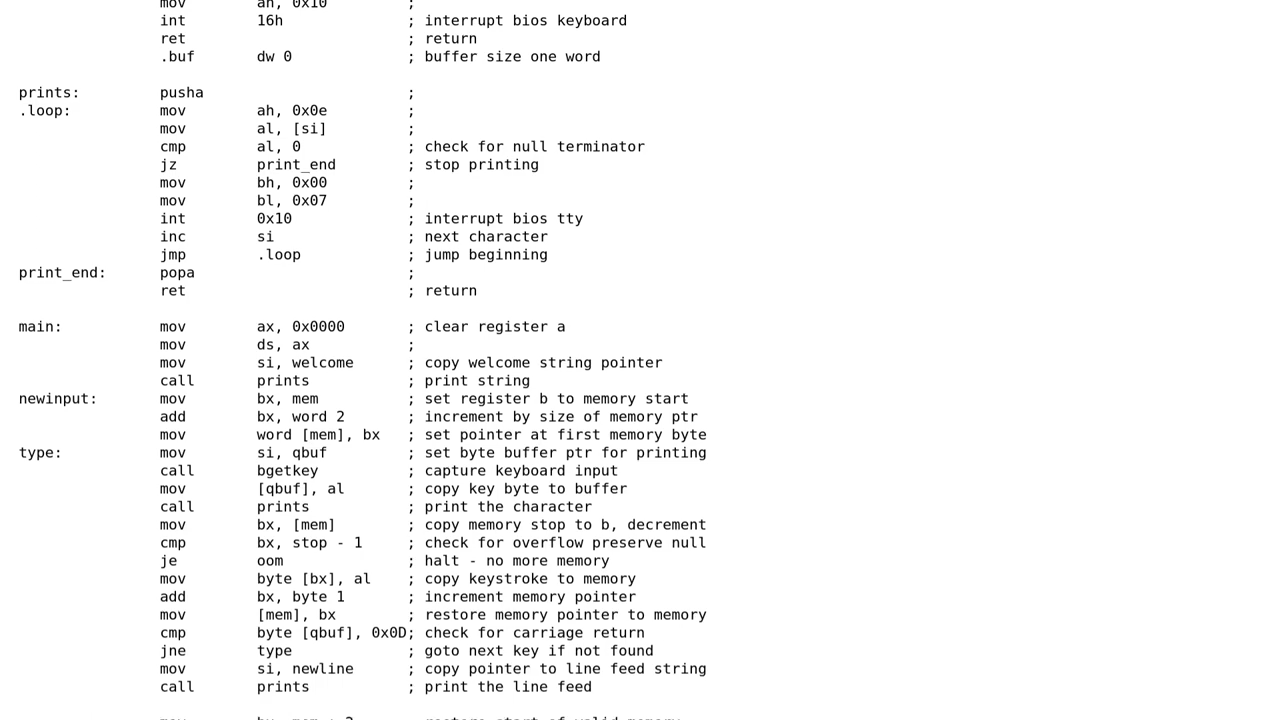 mov ah, 0x10 ;
int 16h ; interrupt bios keyboard
ret ; return
.buf dw 0 ; buffer size one word
prints: pusha ;
.loop: mov ah, 0x0e ;
mov al, [si] ;
cmp al, 0 ; check for null terminator
jz print_end ; stop printing
mov bh, 0x00 ;
mov bl, 0x07 ;
int 0x10 ; interrupt bios tty
inc si ; next character
jmp .loop ; jump beginning
print_end: popa ;
ret ; return
main: mov ax, 0x0000 ; clear register a
mov ds, ax ;
mov si, welcome ; copy welcome string pointer
call prints ; print string
newinput: mov bx, mem ; set register b to memory start
add bx, word 2 ; increment by size of memory ptr
mov word [mem], bx ; set pointer at first memory byte
type: mov si, qbuf ; set byte buffer ptr for printing
call bgetkey ; capture keyboard input
mov [qbuf], al ; copy key byte to buffer
call prints ; print the character
mov bx, [mem] ; copy memory stop to b, decrement
cmp bx, stop - 1 ; check for overflow preserve null
je oom ; halt - no more memory
mov byte [bx], al ; copy keystroke to memory
add bx, byte 1 ; increment memory pointer
mov [mem], bx ; restore memory pointer to memory
cmp byte [qbuf], 0x0D; check for carriage return
jne type ; goto next key if not found
mov si, newline ; copy pointer to line feed string
call prints ; print the line feed